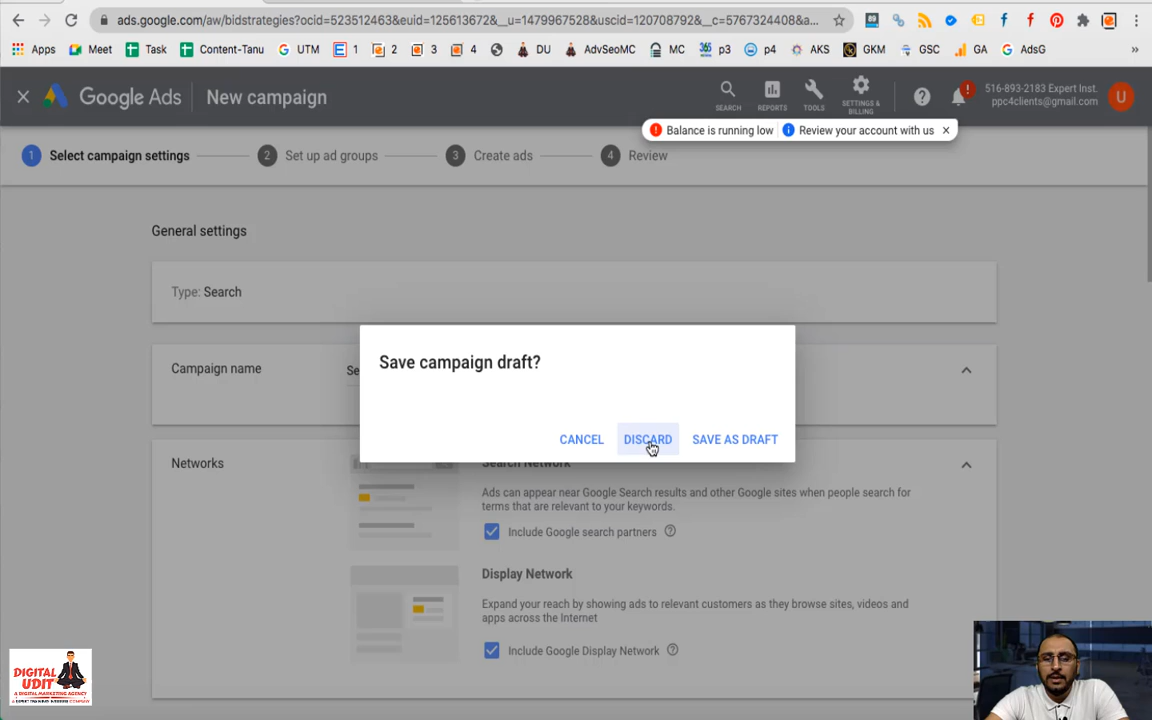 ads.google.com/aw/bidstrategies?ocid=523512463&euid=125613672&__u=1479967528&uscid=120708792&__c=5767324408&a...
Apps Meet Task Content-Tanu UTM 1 2 3 4 DU AdvSeoMC MC p3 p4 AKS GKM GSC GA AdsG »
Google Ads New campaign
SEARCH REPORTS TOOLS SETTINGS & BILLING
516-893-2183 Expert Inst.
ppc4clients@gmail.com
U
Balance is running low Review your account with us
1 Select campaign settings 2 Set up ad groups 3 Create ads 4 Review
General settings
Type: Search
Campaign name Se
Save campaign draft?
CANCEL DISCARD SAVE AS DRAFT
Networks
Search Network
Ads can appear near Google Search results and other Google sites when people search for
terms that are relevant to your keywords.
Include Google search partners
Display Network
Expand your reach by showing ads to relevant customers as they browse sites, videos and
apps across the Internet
Include Google Display Network
DIGITAL
UDIT
A DIGITAL MARKETING AGENCY